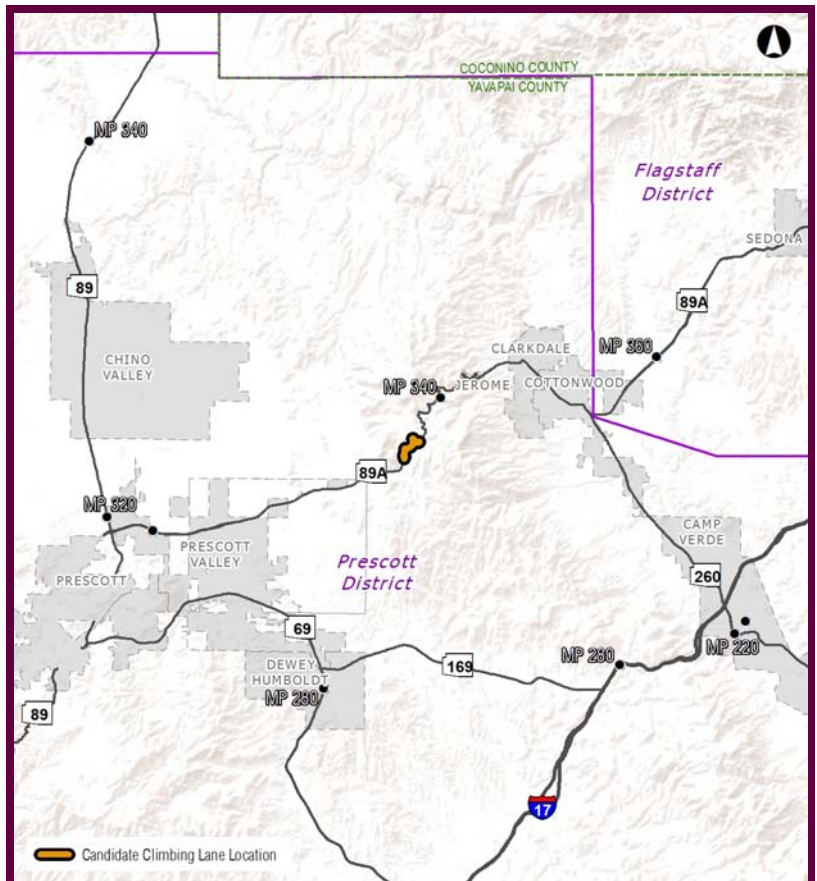 COCONINO COUNTY
YAVAPAI COUNTY
MP 340
Flagstaff
District
SEDONA
89
89A
CHINO
VALLEY
CLARKDALE
MP 360
MP 340
JEROME
COTTONWOOD
89A
MP 320
PRESCOTT
VALLEY
CAMP
VERDE
PRESCOTT
Prescott
District
260
69
MP 220
DEWEY
HUMBOLDT
MP 280
169
MP 280
89
17
Candidate Climbing Lane Location